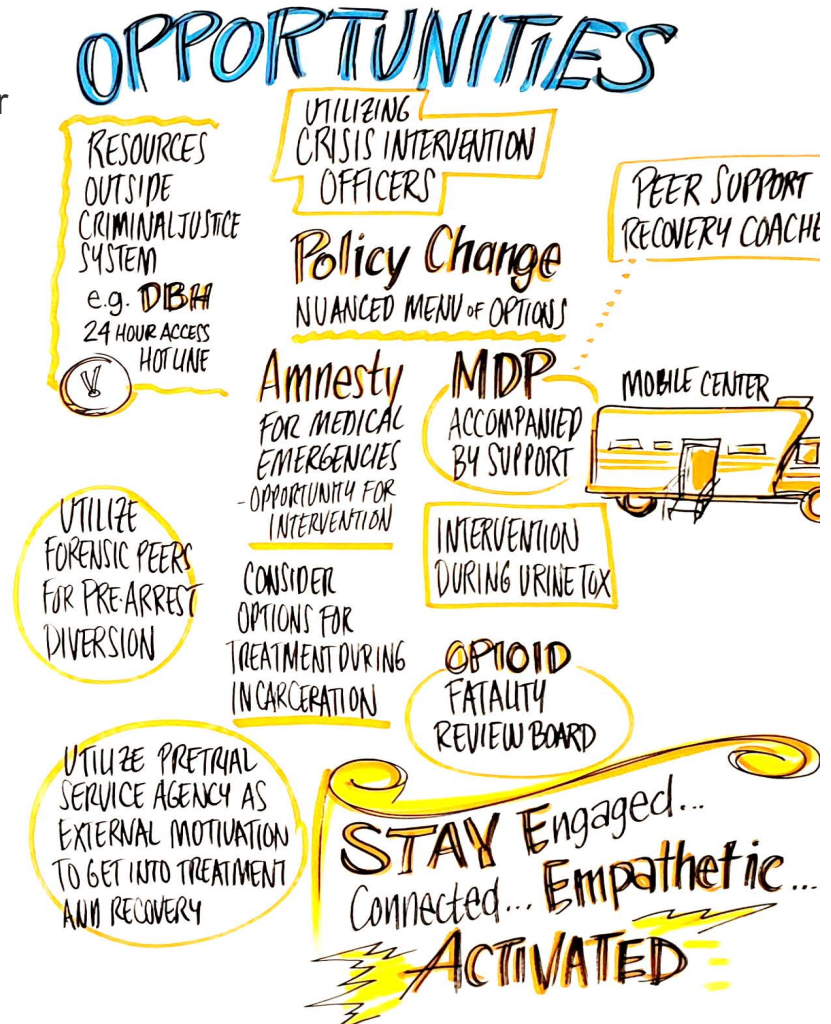 OPPORTUNITIES
r
RESOURCES
OUTSIDE
CRIMINAL JUSTICE
SYSTEM
e.g. DBH
24 HOUR ACCESS
HOTLINE
UTILIZING
CRISIS INTERVENTION
OFFICERS
PEER SUPPORT
RECOVERY COACHE
Policy Change
NUANCED MENU OF OPTIONS
Amnesty
FOR MEDICAL
EMERGENCIES
- OPPORTUNITY FOR
INTERVENTION
MDP
ACCOMPANIED
BY SUPPORT
MOBILE CENTER
UTILIZE
FORENSIC PEERS
FOR PRE-ARREST
DIVERSION
CONSIDER
OPTIONS FOR
TREATMENT DURING
INCARCERATION
INTERVENTION
DURING URINE TOX
OPIOID
FATALITY
REVIEW BOARD
UTILIZE PRETRIAL
SERVICE AGENCY AS
EXTERNAL MOTIVATION
TO GET INTO TREATMENT
AND RECOVERY
STAY Engaged...
Connected... Empathetic...
ACTIVATED